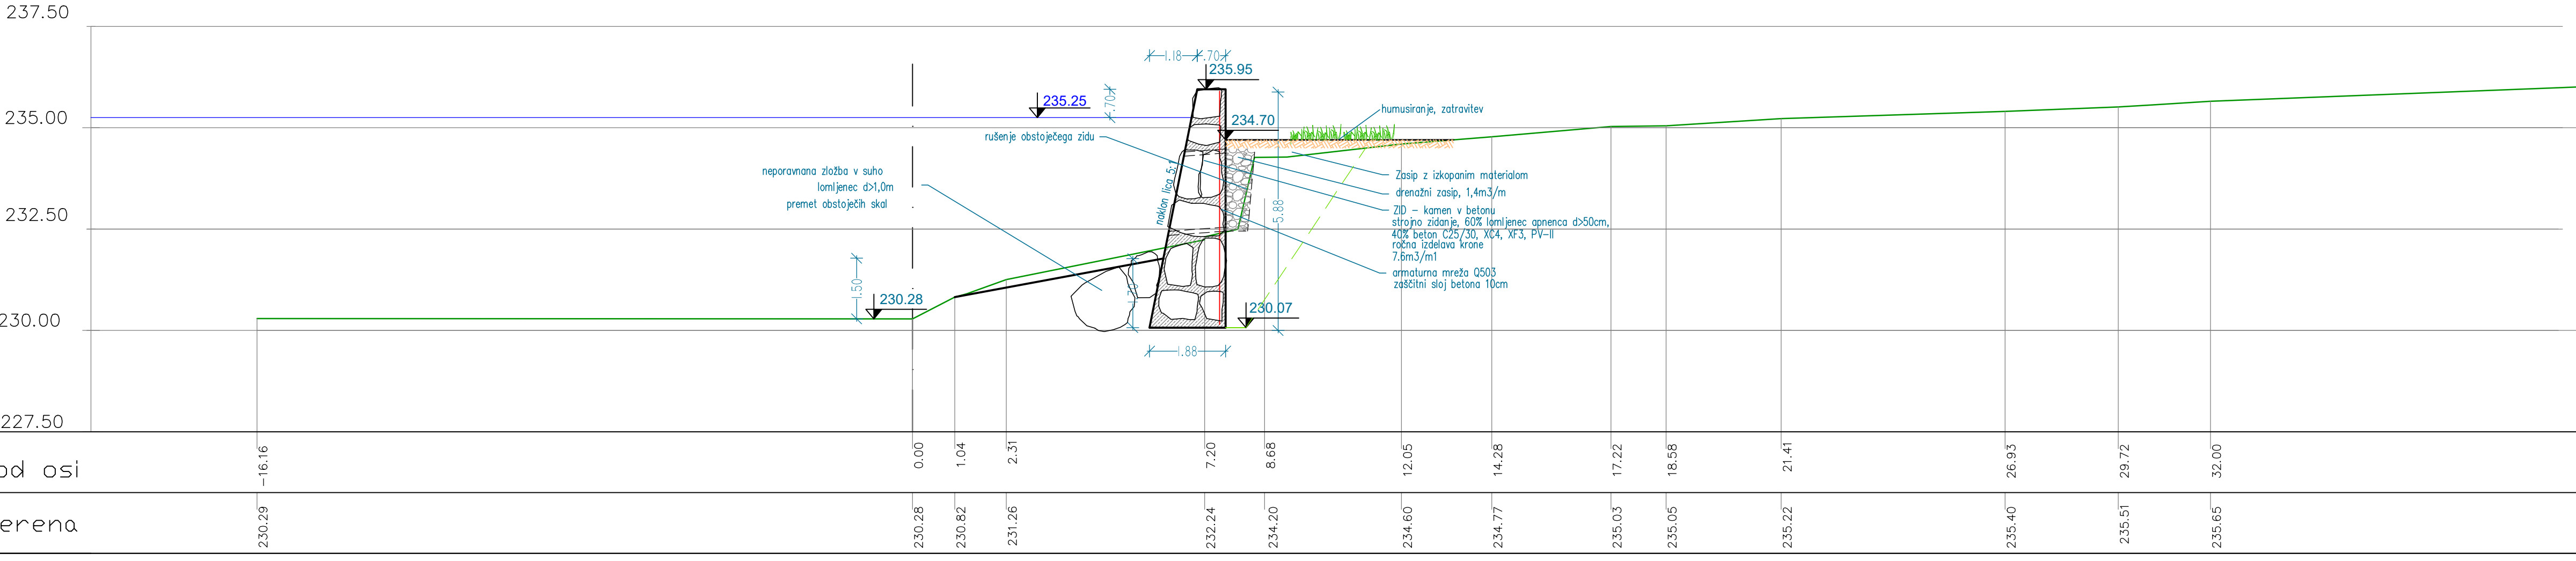 237.50
1.18
.70
235.95
235.25
.70
humusiranje, zatravitev
235.00
234.70
rušenje obstoječega zidu
neporavnana zložba v suho
lomljenec d>1,0m
premet obstoječih skal
naklon lica 5:1
Zasip z izkopanim materialom
drenažni zasip, 1,4m3/m
ZID - kamen v betonu
strojno zidanje, 60% lomljenec apnenca d>50cm,
40% beton C25/30, XC4, XF3, PV-II
ročna izdelava krone
7.6m3/m1
armaturna mreža Q503
zaščitni sloj betona 10cm
232.50
5.88
1.50
230.28
230.07
230.00
1.88
227.50
od osi
-16.16
0.00
1.04
2.31
7.20
8.68
12.05
14.28
17.22
18.58
21.41
26.93
29.72
32.00
erena
230.29
230.28
230.82
231.26
232.24
234.20
234.60
234.77
235.03
235.05
235.22
235.40
235.51
235.65